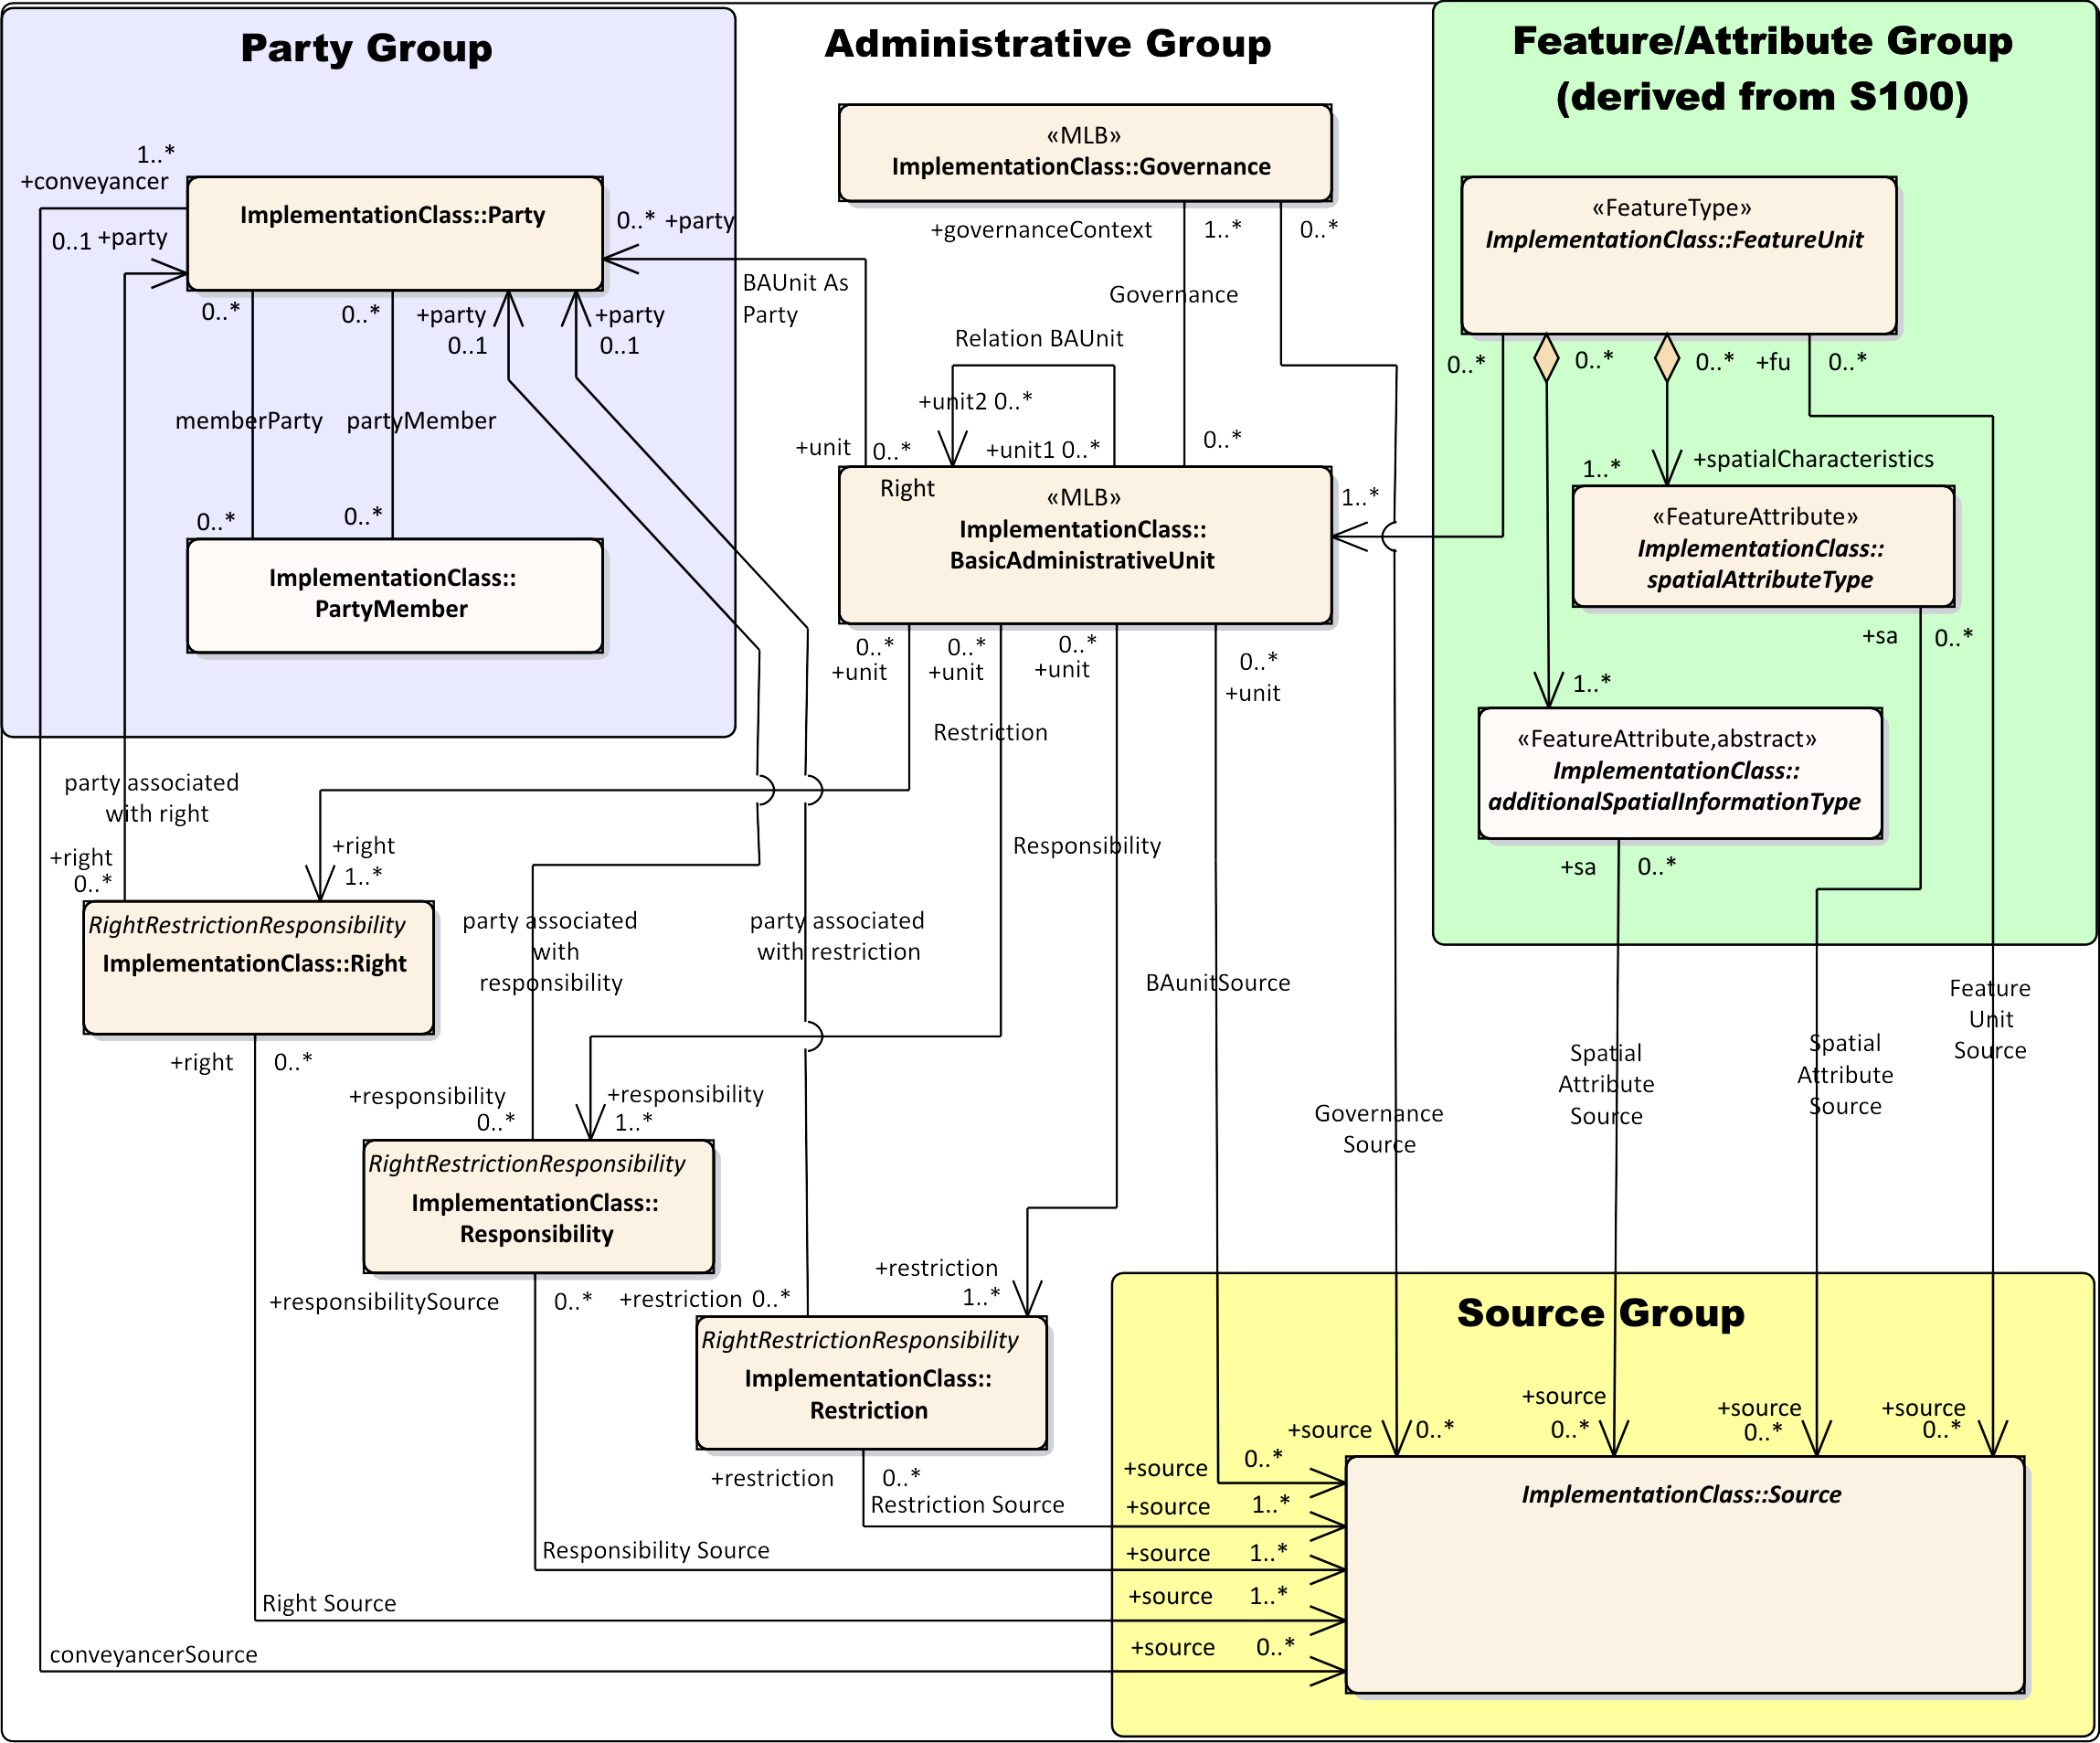 Party Group
Administrative Group
Feature/Attribute Group
(derived from S100)
1..*
+conveyancer
ImplementationClass::Party
0..1 +party
0..* +party
0..*
0..*
+party
0..1
+party
0..1
memberParty
partyMember
0..*
0..*
ImplementationClass::
PartyMember
«MLB»
ImplementationClass::Governance
+governanceContext
1..*
0..*
BAUnit As
Party
Governance
Relation BAUnit
+unit2 0..*
+unit
0..*
+unit1 0..*
0..*
Right
«MLB»
ImplementationClass::
BasicAdministrativeUnit
1..*
0..*
+unit
0..*
+unit
0..*
+unit
0..*
+unit
«FeatureType»
ImplementationClass::FeatureUnit
0..*
0..*
0..*
+fu
0..*
1..*
+spatialCharacteristics
«FeatureAttribute»
ImplementationClass::
spatialAttributeType
+sa
0..*
1..*
«FeatureAttribute,abstract»
ImplementationClass::
additionalSpatialInformationType
+sa
0..*
Restriction
Responsibility
party associated
with right
+right
0..*
+right
1..*
RightRestrictionResponsibility
ImplementationClass::Right
+right
0..*
party associated
with
responsibility
party associated
with restriction
BAunitSource
Governance
Source
Spatial
Attribute
Source
Spatial
Attribute
Source
Feature
Unit
Source
+responsibility
0..*
+responsibility
1..*
RightRestrictionResponsibility
ImplementationClass::
Responsibility
+responsibilitySource
0..*
+restriction 0..*
+restriction
1..*
RightRestrictionResponsibility
ImplementationClass::
Restriction
+restriction
0..*
Restriction Source
Responsibility Source
Right Source
conveyancerSource
Source Group
+source
0..*
+source
0..*
+source
0..*
+source
0..*
+source
0..*
+source
1..*
+source
1..*
+source
1..*
+source
0..*
ImplementationClass::Source